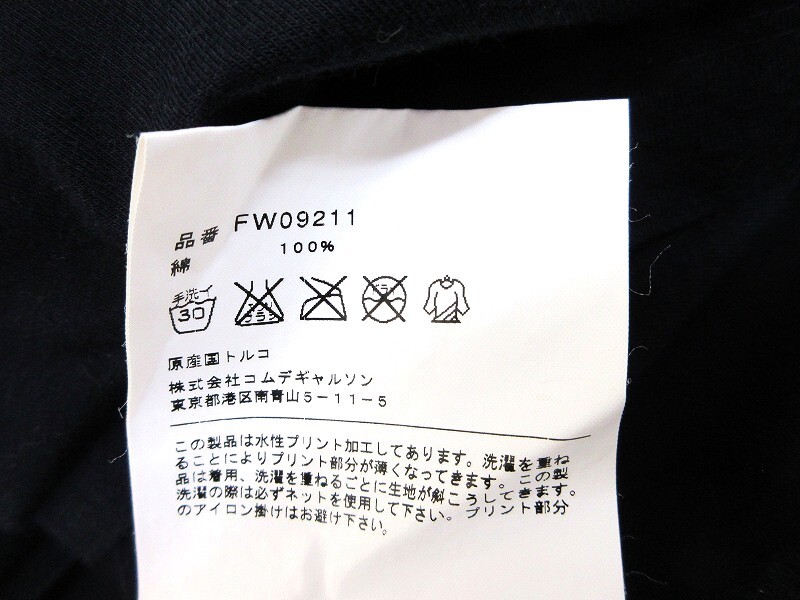 品番 FW09211
綿 100%
手洗イ
30
エンソ
サラシ
ドライ
原産国トルコ
株式会社コムデギャルソン
東京都港区南青山5-11-5
この製品は水性プリント加工してあります。洗濯を重ね
ることによりプリント部分が薄くなってきます。この製
品は着用、洗濯を重ねるごとに生地が斜こうしてきます。
洗濯の際は必ずネットを使用して下さい。プリント部分
のアイロン掛けはお避け下さい。